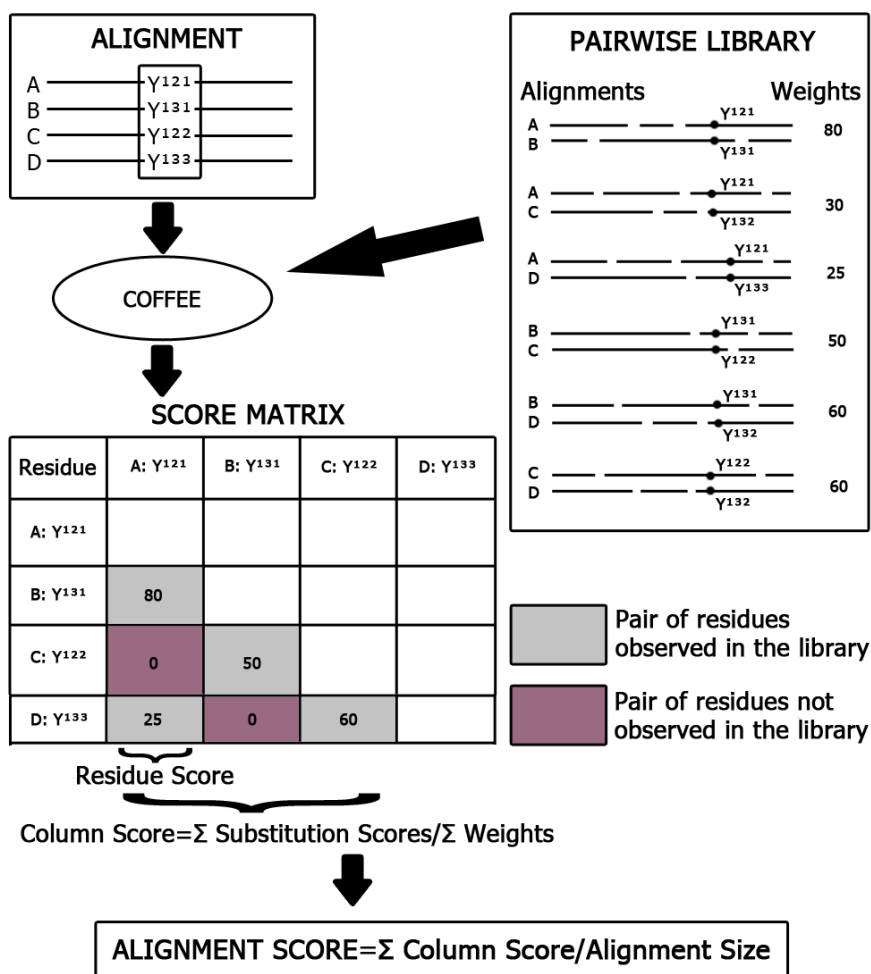 ALIGNMENT
A Y¹²¹
B Y¹³¹
C Y¹²²
D Y¹³³
COFFEE
PAIRWISE LIBRARY
Alignments Weights
Y¹²¹
A
B
80
Y¹³¹
Y¹²¹
A
C
30
Y¹³²
Y¹²¹
A
D
25
Y¹³³
Y¹³¹
B
C
50
Y¹²²
Y¹³¹
B
D
60
Y¹³²
Y¹²²
C
D
60
Y¹³²
SCORE MATRIX
Residue A: Y¹²¹ B: Y¹³¹ C: Y¹²² D: Y¹³³
A: Y¹²¹
B: Y¹³¹ 80
C: Y¹²² 0 50
D: Y¹³³ 25 0 60
Pair of residues
observed in the library
Pair of residues not
observed in the library
Residue Score
Column Score=Σ Substitution Scores/Σ Weights
ALIGNMENT SCORE=Σ Column Score/Alignment Size